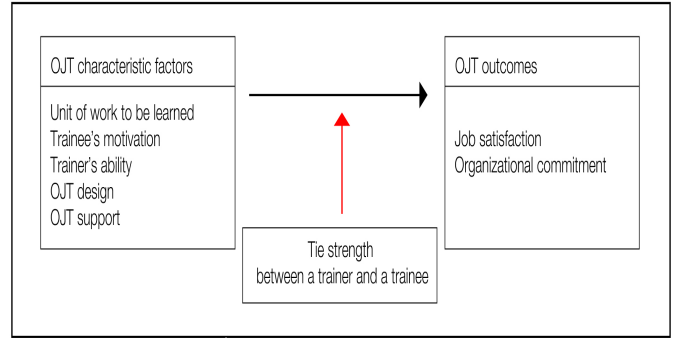 OJT characteristic factors
Unit of work to be learned
Trainee's motivation
Trainer's ability
OJT design
OJT support
OJT outcomes
Job satisfaction
Organizational commitment
Tie strength
between a trainer and a trainee